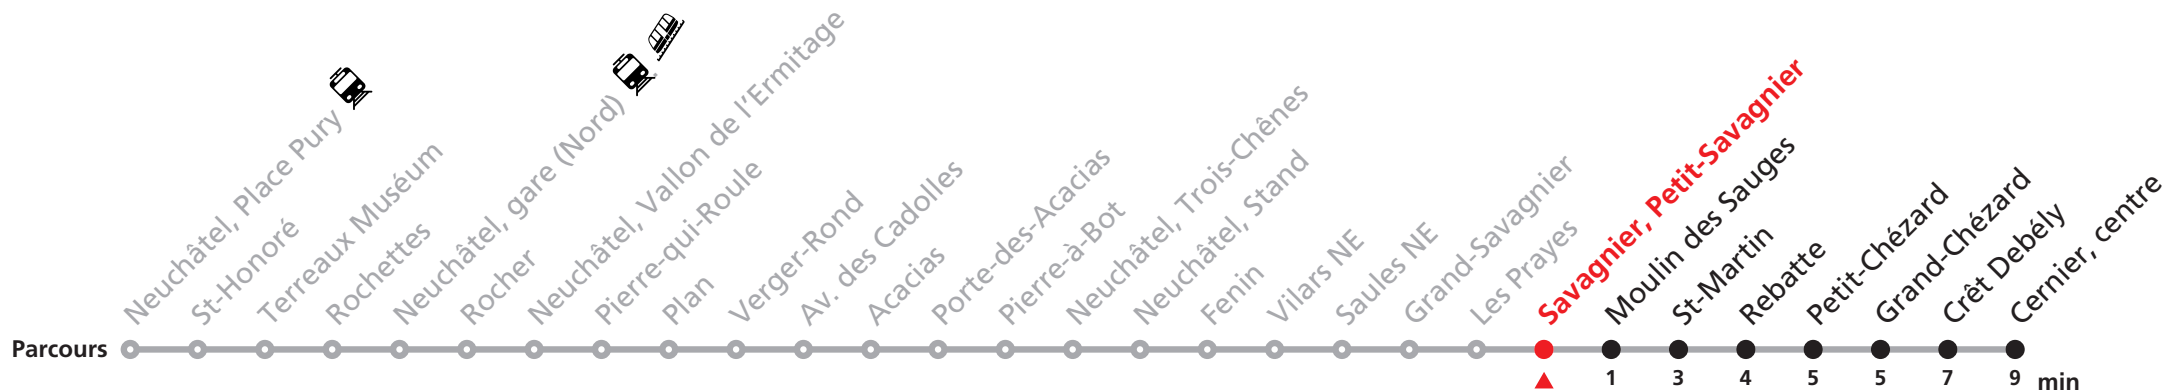 Neuchâtel, Place Pury
St-Honoré
Terreaux Muséum
Rochettes
Neuchâtel, gare (Nord)
Rocher
Neuchâtel, Vallon de l'Ermitage
Pierre-qui-Roule
Plan
Verger-Rond
Av. des Cadolles
Acacias
Porte-des-Acacias
Pierre-à-Bot
Neuchâtel, Trois-Chênes
Neuchâtel, Stand
Fenin
Vilars NE
Saules NE
Grand-Savagnier
Les Prayes
Savagnier, Petit-Savagnier
Moulin des Sauges
St-Martin
Rebatte
Petit-Chézard
Grand-Chézard
Crêt Debély
Cernier, centre
Parcours
1 3 4 5 5 7 9 min